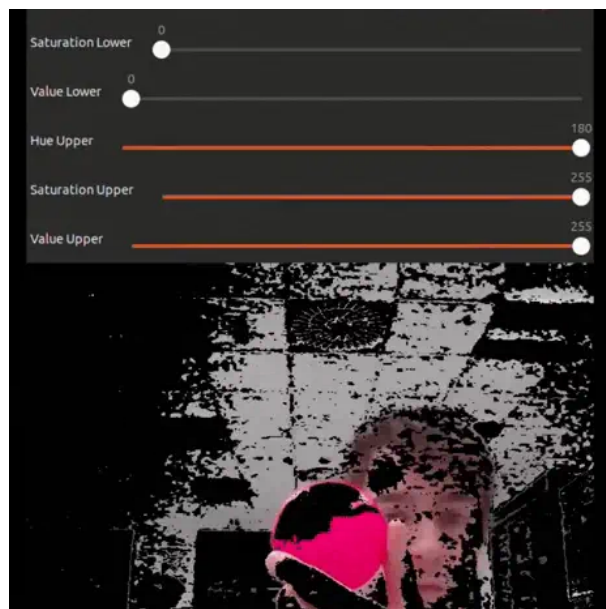 0
Saturation Lower
0
Value Lower
180
Hue Upper
255
Saturation Upper
255
Value Upper